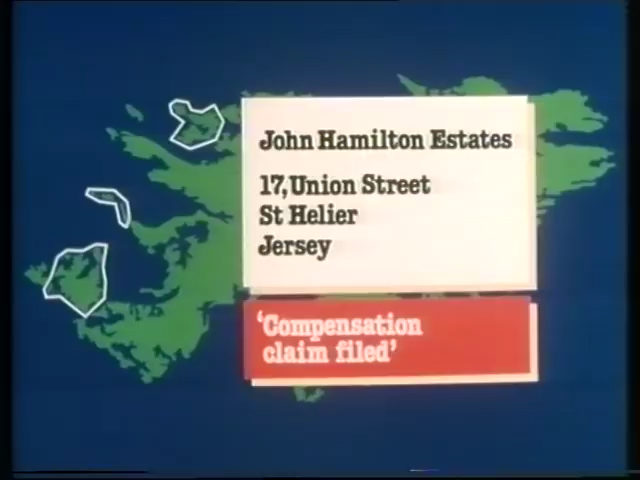 John Hamilton Estates
17, Union Street
St Helier
Jersey
‘Compensation
claim filed’